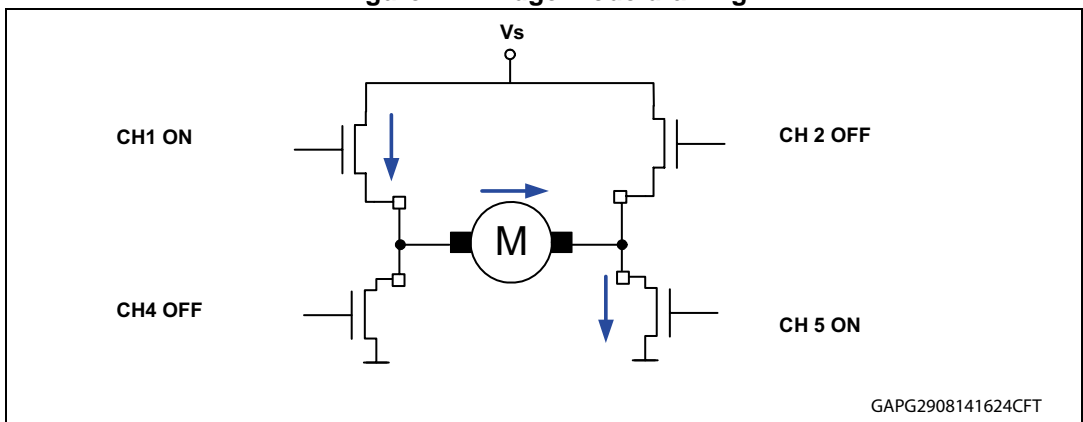 Vs
CH1 ON
CH 2 OFF
M
CH4 OFF
CH 5 ON
GAPG2908141624CFT